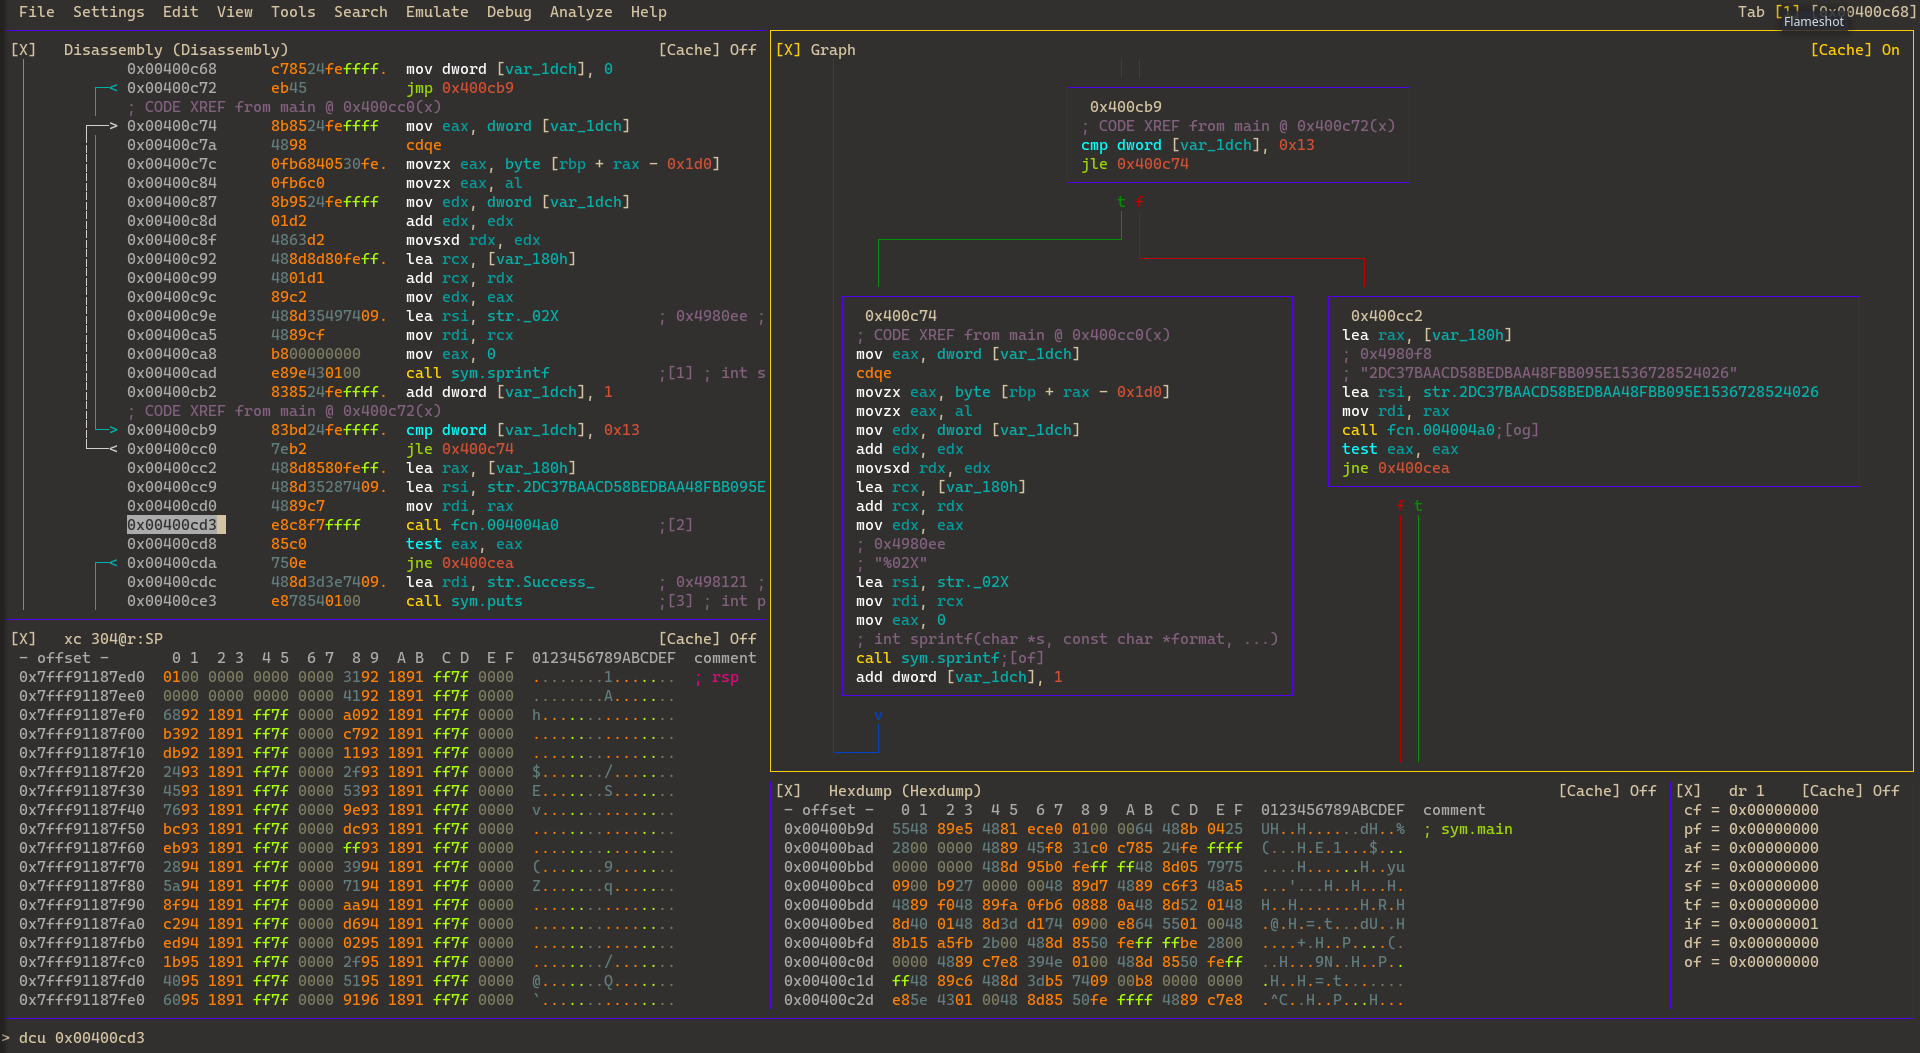 File Settings Edit View Tools Search Emulate Debug Analyze Help Tab [1] [0x00400c68]
Flameshot
[X] Disassembly (Disassembly) [Cache] Off
0x00400c68 c78524feffff. mov dword [var_1dch], 0
< 0x00400c72 eb45 jmp 0x400cb9
; CODE XREF from main @ 0x400cc0(x)
> 0x00400c74 8b8524feffff mov eax, dword [var_1dch]
0x00400c7a 4898 cdqe
0x00400c7c 0fb6840530fe. movzx eax, byte [rbp + rax - 0x1d0]
0x00400c84 0fb6c0 movzx eax, al
0x00400c87 8b9524feffff mov edx, dword [var_1dch]
0x00400c8d 01d2 add edx, edx
0x00400c8f 4863d2 movsxd rdx, edx
0x00400c92 488d8d80feff. lea rcx, [var_180h]
0x00400c99 4801d1 add rcx, rdx
0x00400c9c 89c2 mov edx, eax
0x00400c9e 488d35497409. lea rsi, str._02X ; 0x4980ee ;
0x00400ca5 4889cf mov rdi, rcx
0x00400ca8 b800000000 mov eax, 0
0x00400cad e89e430100 call sym.sprintf ;[1] ; int s
0x00400cb2 838524feffff. add dword [var_1dch], 1
; CODE XREF from main @ 0x400c72(x)
> 0x00400cb9 83bd24feffff. cmp dword [var_1dch], 0x13
< 0x00400cc0 7eb2 jle 0x400c74
0x00400cc2 488d8580feff. lea rax, [var_180h]
0x00400cc9 488d35287409. lea rsi, str.2DC37BAACD58BEDBAA48FBB095E
0x00400cd0 4889c7 mov rdi, rax
0x00400cd3 e8c8f7ffff call fcn.004004a0 ;[2]
0x00400cd8 85c0 test eax, eax
< 0x00400cda 750e jne 0x400cea
0x00400cdc 488d3d3e7409. lea rdi, str.Success_ ; 0x498121 ;
0x00400ce3 e878540100 call sym.puts ;[3] ; int p
[X] Graph [Cache] On
0x400cb9
; CODE XREF from main @ 0x400c72(x)
cmp dword [var_1dch], 0x13
jle 0x400c74
t f
0x400c74
; CODE XREF from main @ 0x400cc0(x)
mov eax, dword [var_1dch]
cdqe
movzx eax, byte [rbp + rax - 0x1d0]
movzx eax, al
mov edx, dword [var_1dch]
add edx, edx
movsxd rdx, edx
lea rcx, [var_180h]
add rcx, rdx
mov edx, eax
; 0x4980ee
; "%02X"
lea rsi, str._02X
mov rdi, rcx
mov eax, 0
; int sprintf(char *s, const char *format, ...)
call sym.sprintf;[of]
add dword [var_1dch], 1
v
0x400cc2
lea rax, [var_180h]
; 0x4980f8
; "2DC37BAACD58BEDBAA48FBB095E1536728524026"
lea rsi, str.2DC37BAACD58BEDBAA48FBB095E1536728524026
mov rdi, rax
call fcn.004004a0;[og]
test eax, eax
jne 0x400cea
f t
[X] xc 304@r:SP [Cache] Off
- offset - 0 1 2 3 4 5 6 7 8 9 A B C D E F 0123456789ABCDEF comment
0x7fff91187ed0 0100 0000 0000 0000 3192 1891 ff7f 0000 ........1....... ; rsp
0x7fff91187ee0 0000 0000 0000 0000 4192 1891 ff7f 0000 ........A.......
0x7fff91187ef0 6892 1891 ff7f 0000 a092 1891 ff7f 0000 h...............
0x7fff91187f00 b392 1891 ff7f 0000 c792 1891 ff7f 0000 ................
0x7fff91187f10 db92 1891 ff7f 0000 1193 1891 ff7f 0000 ................
0x7fff91187f20 2493 1891 ff7f 0000 2f93 1891 ff7f 0000 $......./.......
0x7fff91187f30 4593 1891 ff7f 0000 5393 1891 ff7f 0000 E.......S.......
0x7fff91187f40 7693 1891 ff7f 0000 9e93 1891 ff7f 0000 v...............
0x7fff91187f50 bc93 1891 ff7f 0000 dc93 1891 ff7f 0000 ................
0x7fff91187f60 eb93 1891 ff7f 0000 ff93 1891 ff7f 0000 ................
0x7fff91187f70 2894 1891 ff7f 0000 3994 1891 ff7f 0000 (.......9.......
0x7fff91187f80 5a94 1891 ff7f 0000 7194 1891 ff7f 0000 Z.......q.......
0x7fff91187f90 8f94 1891 ff7f 0000 aa94 1891 ff7f 0000 ................
0x7fff91187fa0 c294 1891 ff7f 0000 d694 1891 ff7f 0000 ................
0x7fff91187fb0 ed94 1891 ff7f 0000 0295 1891 ff7f 0000 ................
0x7fff91187fc0 1b95 1891 ff7f 0000 2f95 1891 ff7f 0000 ......../.......
0x7fff91187fd0 4095 1891 ff7f 0000 5195 1891 ff7f 0000 @.......Q.......
0x7fff91187fe0 6095 1891 ff7f 0000 9196 1891 ff7f 0000 `...............
[X] Hexdump (Hexdump) [Cache] Off
- offset - 0 1 2 3 4 5 6 7 8 9 A B C D E F 0123456789ABCDEF comment
0x00400b9d 5548 89e5 4881 ece0 0100 0064 488b 0425 UH..H......dH..% ; sym.main
0x00400bad 2800 0000 4889 45f8 31c0 c785 24fe ffff (...H.E.1...$...
0x00400bbd 0000 0000 488d 95b0 feff ff48 8d05 7975 ....H......H..yu
0x00400bcd 0900 b927 0000 0048 89d7 4889 c6f3 48a5 ...'...H..H...H.
0x00400bdd 4889 f048 89fa 0fb6 0888 0a48 8d52 0148 H..H.......H.R.H
0x00400bed 8d40 0148 8d3d d174 0900 e864 5501 0048 .@.H.=.t...dU..H
0x00400bfd 8b15 a5fb 2b00 488d 8550 feff ffbe 2800 ....+.H..P....(.
0x00400c0d 0000 4889 c7e8 394e 0100 488d 8550 feff ..H...9N..H..P..
0x00400c1d ff48 89c6 488d 3db5 7409 00b8 0000 0000 .H..H.=.t.......
0x00400c2d e85e 4301 0048 8d85 50fe ffff 4889 c7e8 .^C..H..P...H...
[X] dr 1 [Cache] Off
cf = 0x00000000
pf = 0x00000000
af = 0x00000000
zf = 0x00000000
sf = 0x00000000
tf = 0x00000000
if = 0x00000001
df = 0x00000000
of = 0x00000000
> dcu 0x00400cd3